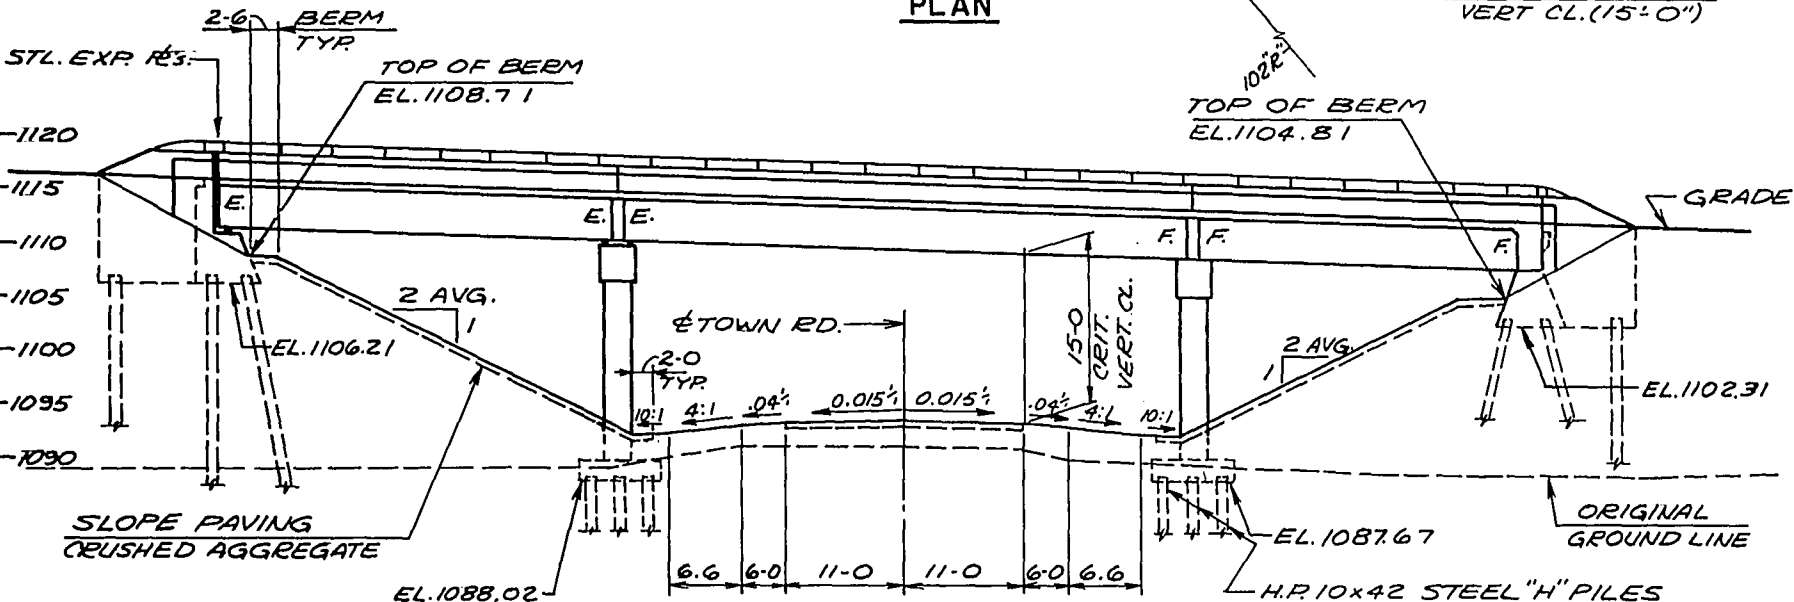 PLAN
VERT CL. (15'-0")
2-6 BERM
TYP.
STL. EXP. ℄'S.
TOP OF BERM
EL. 1108.71
102'R"
TOP OF BERM
EL. 1104.81
1120
1115
1110
1105
1100
1095
1090
GRADE
E.
E. E.
F. F.
F.
2 AVG.
1
℄ TOWN RD.
15-0
CRIT.
VERT. CL.
2 AVG.
1
EL. 1106.21
2-0
TYP.
EL. 1102.31
10:1 4:1 .04'/' 0.015'/' 0.015'/' .04'/' 4:1 10:1
SLOPE PAVING
CRUSHED AGGREGATE
ORIGINAL
GROUND LINE
EL. 1087.67
EL. 1088.02
6.6 6-0 11-0 11-0 6-0 6.6
H.P. 10x42 STEEL "H" PILES